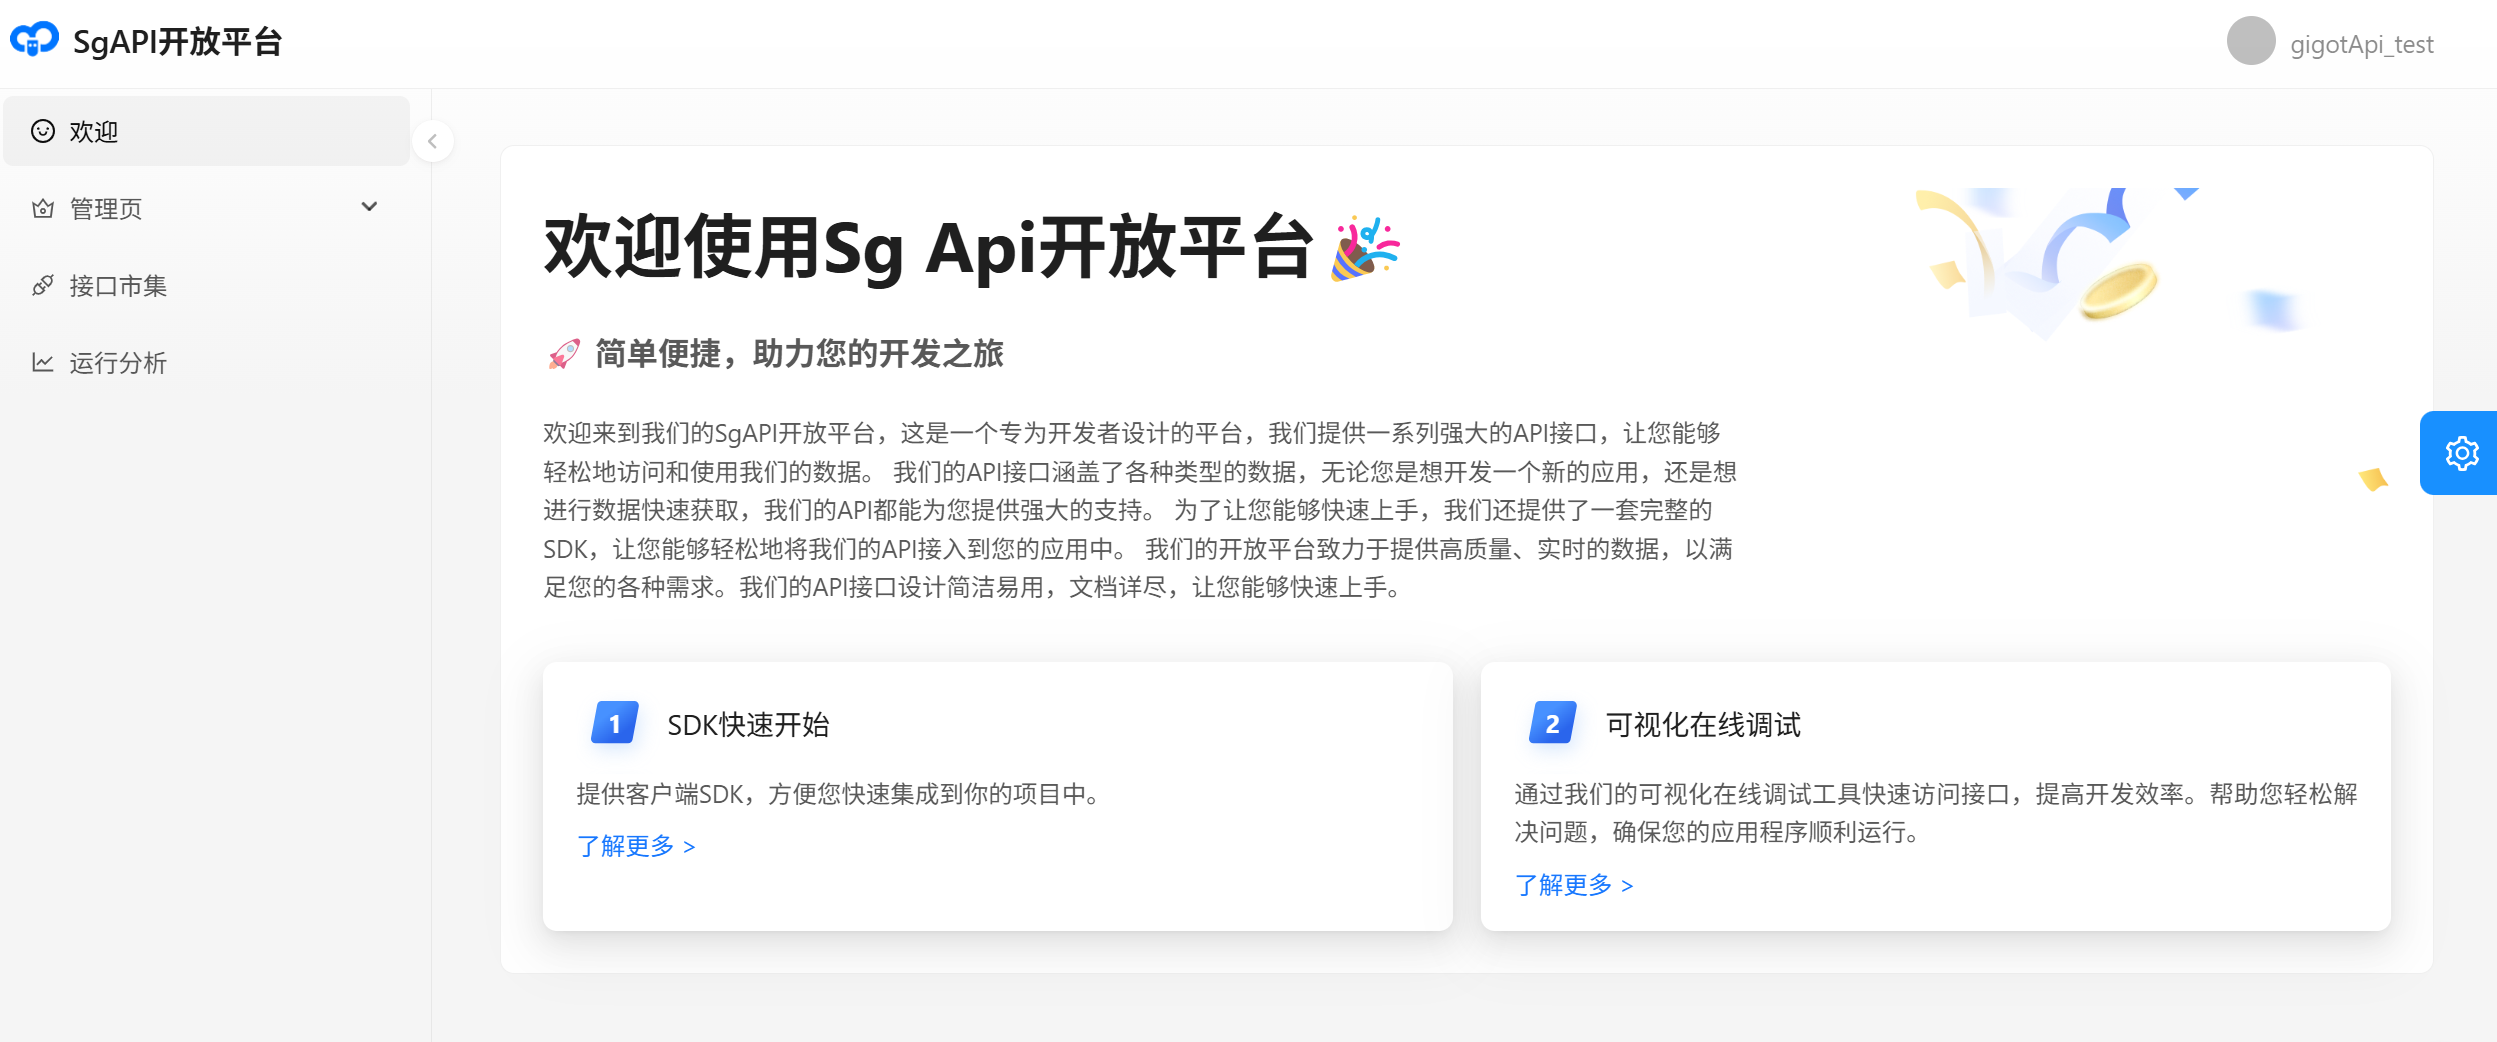 SgAPI开放平台
gigotApi_test
欢迎
管理页
接口市集
运行分析
欢迎使用Sg Api开放平台🎉
🚀 简单便捷，助力您的开发之旅
欢迎来到我们的SgAPI开放平台，这是一个专为开发者设计的平台，我们提供一系列强大的API接口，让您能够
轻松地访问和使用我们的数据。 我们的API接口涵盖了各种类型的数据，无论您是想开发一个新的应用，还是想
进行数据快速获取，我们的API都能为您提供强大的支持。 为了让您能够快速上手，我们还提供了一套完整的
SDK，让您能够轻松地将我们的API接入到您的应用中。 我们的开放平台致力于提供高质量、实时的数据，以满
足您的各种需求。我们的API接口设计简洁易用，文档详尽，让您能够快速上手。
1 SDK快速开始
提供客户端SDK，方便您快速集成到你的项目中。
了解更多 >
2 可视化在线调试
通过我们的可视化在线调试工具快速访问接口，提高开发效率。帮助您轻松解
决问题，确保您的应用程序顺利运行。
了解更多 >